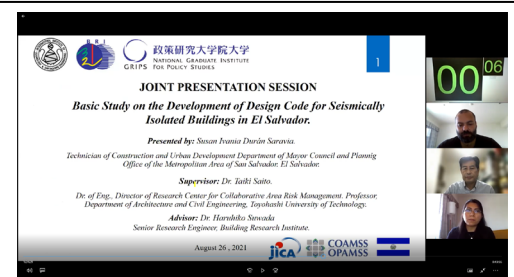 BRI
政策研究大学院大学
NATIONAL GRADUATE INSTITUTE
GRIPS FOR POLICY STUDIES
1
00 06
JOINT PRESENTATION SESSION
Basic Study on the Development of Design Code for Seismically
Isolated Buildings in El Salvador.
Presented by: Susan Ivania Durán Saravia.
Technician of Construction and Urban Development Department of Mayor Council and Plannig
Office of the Metropolitan Area of San Salvador. El Salvador.
Supervisor: Dr. Taiki Saito.
Dr. of Eng., Director of Research Center for Collaborative Area Risk Management. Professor,
Department of Architecture and Civil Engineering, Toyohashi University of Technology.
Advisor: Dr. Haruhiko Suwada
Senior Research Engineer, Building Research Institute.
August 26 , 2021
jICA
COAMSS
OPAMSS